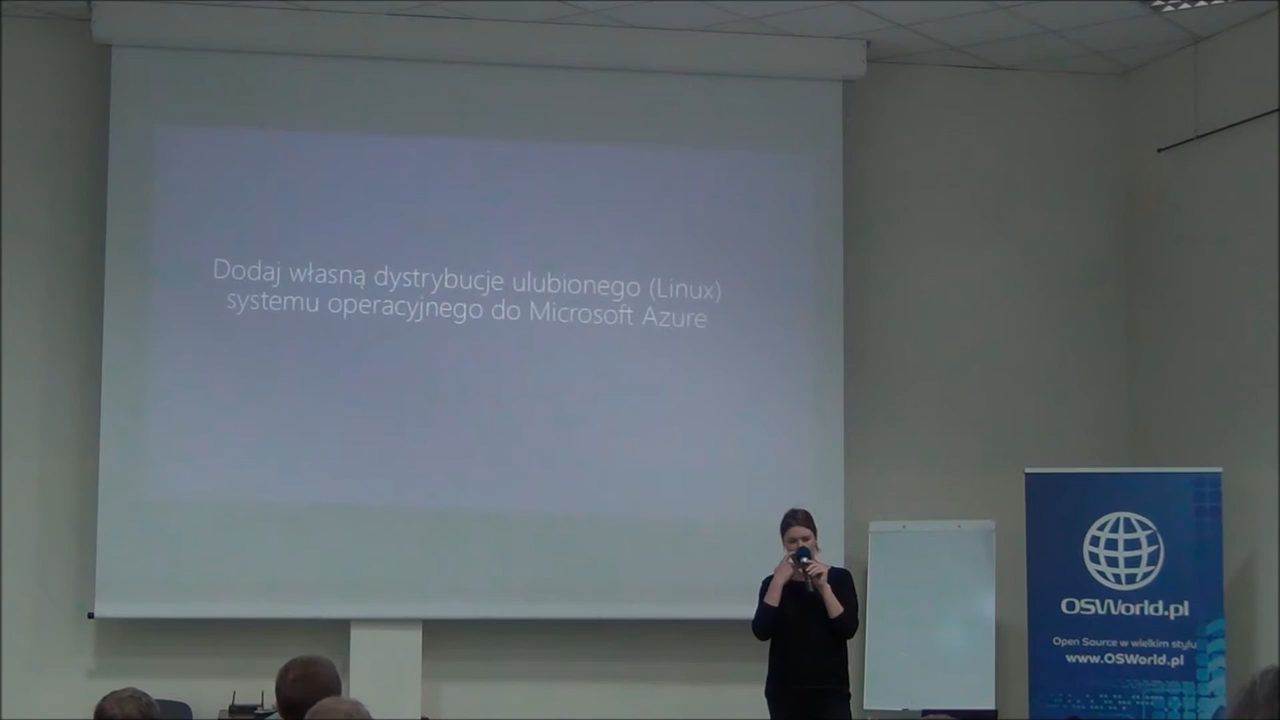 Dodaj własną dystrybucje ulubionego (Linux)
systemu operacyjnego do Microsoft Azure
OSWorld.pl
Open Source w wielkim stylu
www.OSWorld.pl